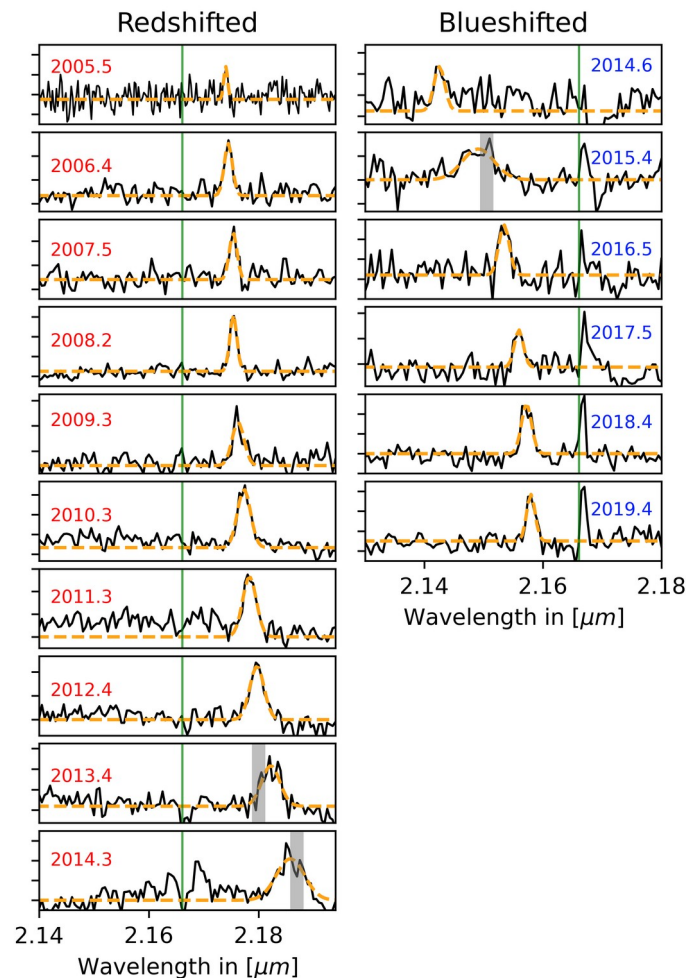 Redshifted
2005.5
2006.4
2007.5
2008.2
2009.3
2010.3
2011.3
2012.4
2013.4
2014.3
2.14 2.16 2.18
Wavelength in [μm]
Blueshifted
2014.6
2015.4
2016.5
2017.5
2018.4
2019.4
2.14 2.16 2.18
Wavelength in [μm]